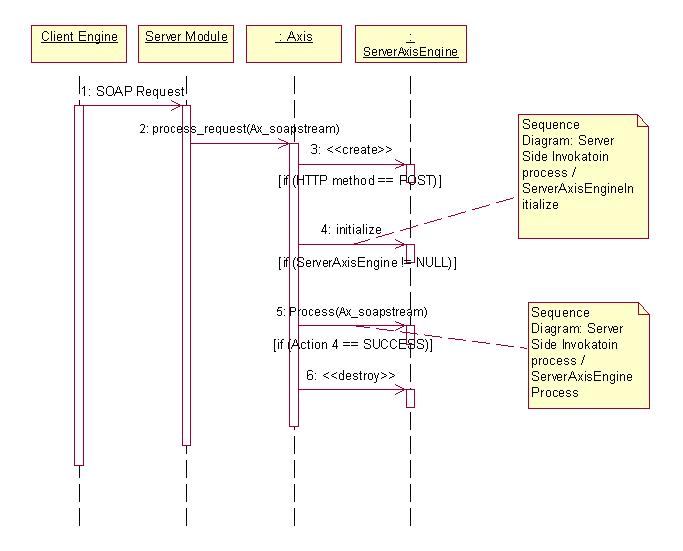 Client Engine
Server Module
: Axis
:
ServerAxisEngine
1: SOAP Request
2: process_request(Ax_soapstream)
3: <<create>>
[if (HTTP method == POST)]
4: initialize
[if (ServerAxisEngine != NULL)]
5: Process(Ax_soapstream)
[if (Action 4 == SUCCESS)]
6: <<destroy>>
Sequence
Diagram: Server
Side Invokatoin
process /
ServerAxisEngineIn
itialize
Sequence
Diagram: Server
Side Invokatoin
process /
ServerAxisEngine
Process